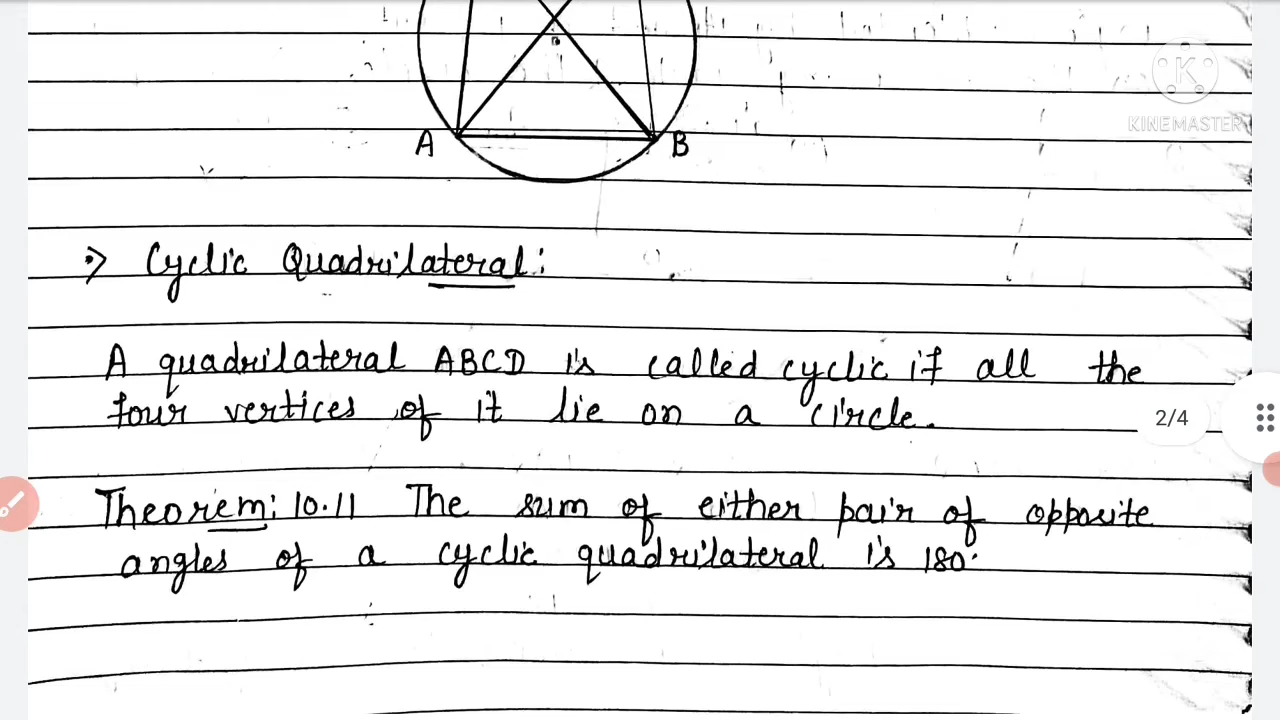 A
B
K
KINEMASTER
:> Cyclic Quadrilateral:
A quadrilateral ABCD is called cyclic if all the
four vertices of it lie on a circle.
2/4
Theorem: 10.11 The sum of either pair of opposite
angles of a cyclic quadrilateral is 180°